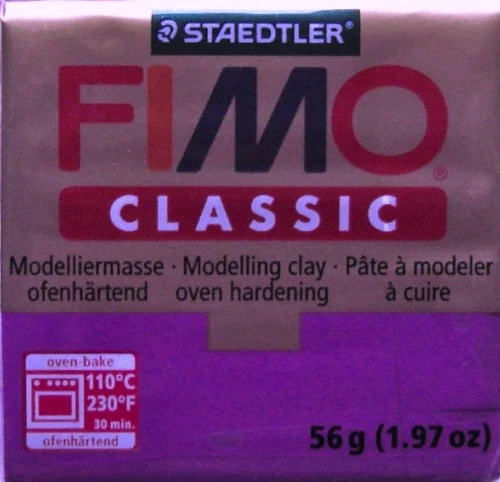 STAEDTLER®
FIMO®
CLASSIC
Modelliermasse · Modelling clay · Pâte à modeler
ofenhärtend oven hardening à cuire
oven-bake
110°C
230°F
30 min.
ofenhärtend
56 g (1.97 oz)